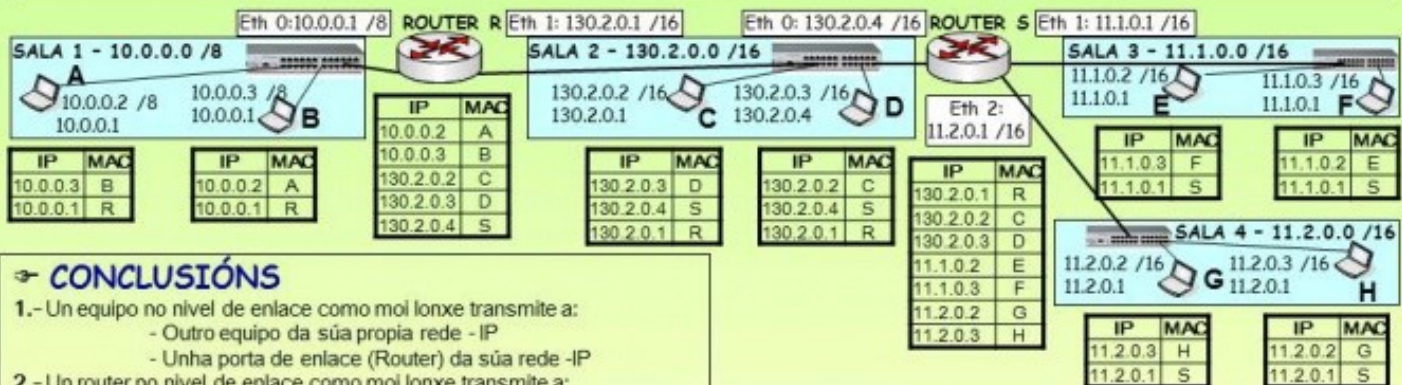 Eth 0:10.0.0.1 /8
ROUTER R
Eth 1: 130.2.0.1 /16
Eth 0: 130.2.0.4 /16
ROUTER S
Eth 1: 11.1.0.1 /16
SALA 1 - 10.0.0.0 /8
A
10.0.0.2 /8
10.0.0.1
10.0.0.3 /8
10.0.0.1
B
SALA 2 - 130.2.0.0 /16
130.2.0.2 /16
130.2.0.1
C
130.2.0.3 /16
130.2.0.4
D
Eth 2:
11.2.0.1 /16
SALA 3 - 11.1.0.0 /16
11.1.0.2 /16
11.1.0.1
E
11.1.0.3 /16
11.1.0.1
F
IP MAC
10.0.0.3 B
10.0.0.1 R
IP MAC
10.0.0.2 A
10.0.0.1 R
IP MAC
10.0.0.2 A
10.0.0.3 B
130.2.0.2 C
130.2.0.3 D
130.2.0.4 S
IP MAC
130.2.0.3 D
130.2.0.4 S
130.2.0.1 R
IP MAC
130.2.0.2 C
130.2.0.4 S
130.2.0.1 R
IP MAC
130.2.0.1 R
130.2.0.2 C
130.2.0.3 D
11.1.0.2 E
11.1.0.3 F
11.2.0.2 G
11.2.0.3 H
IP MAC
11.1.0.3 F
11.1.0.1 S
IP MAC
11.1.0.2 E
11.1.0.1 S
SALA 4 - 11.2.0.0 /16
11.2.0.2 /16
11.2.0.1
G
11.2.0.3 /16
11.2.0.1
H
IP MAC
11.2.0.3 H
11.2.0.1 S
IP MAC
11.2.0.2 G
11.2.0.1 S
☞ CONCLUSIÓNS
1.- Un equipo no nivel de enlace como moi lonxe transmite a:
- Outro equipo da súa propia rede - IP
- Unha porta de enlace (Router) da súa rede -IP
2.- Un router no nivel de enlace como moi lonxe transmite a: